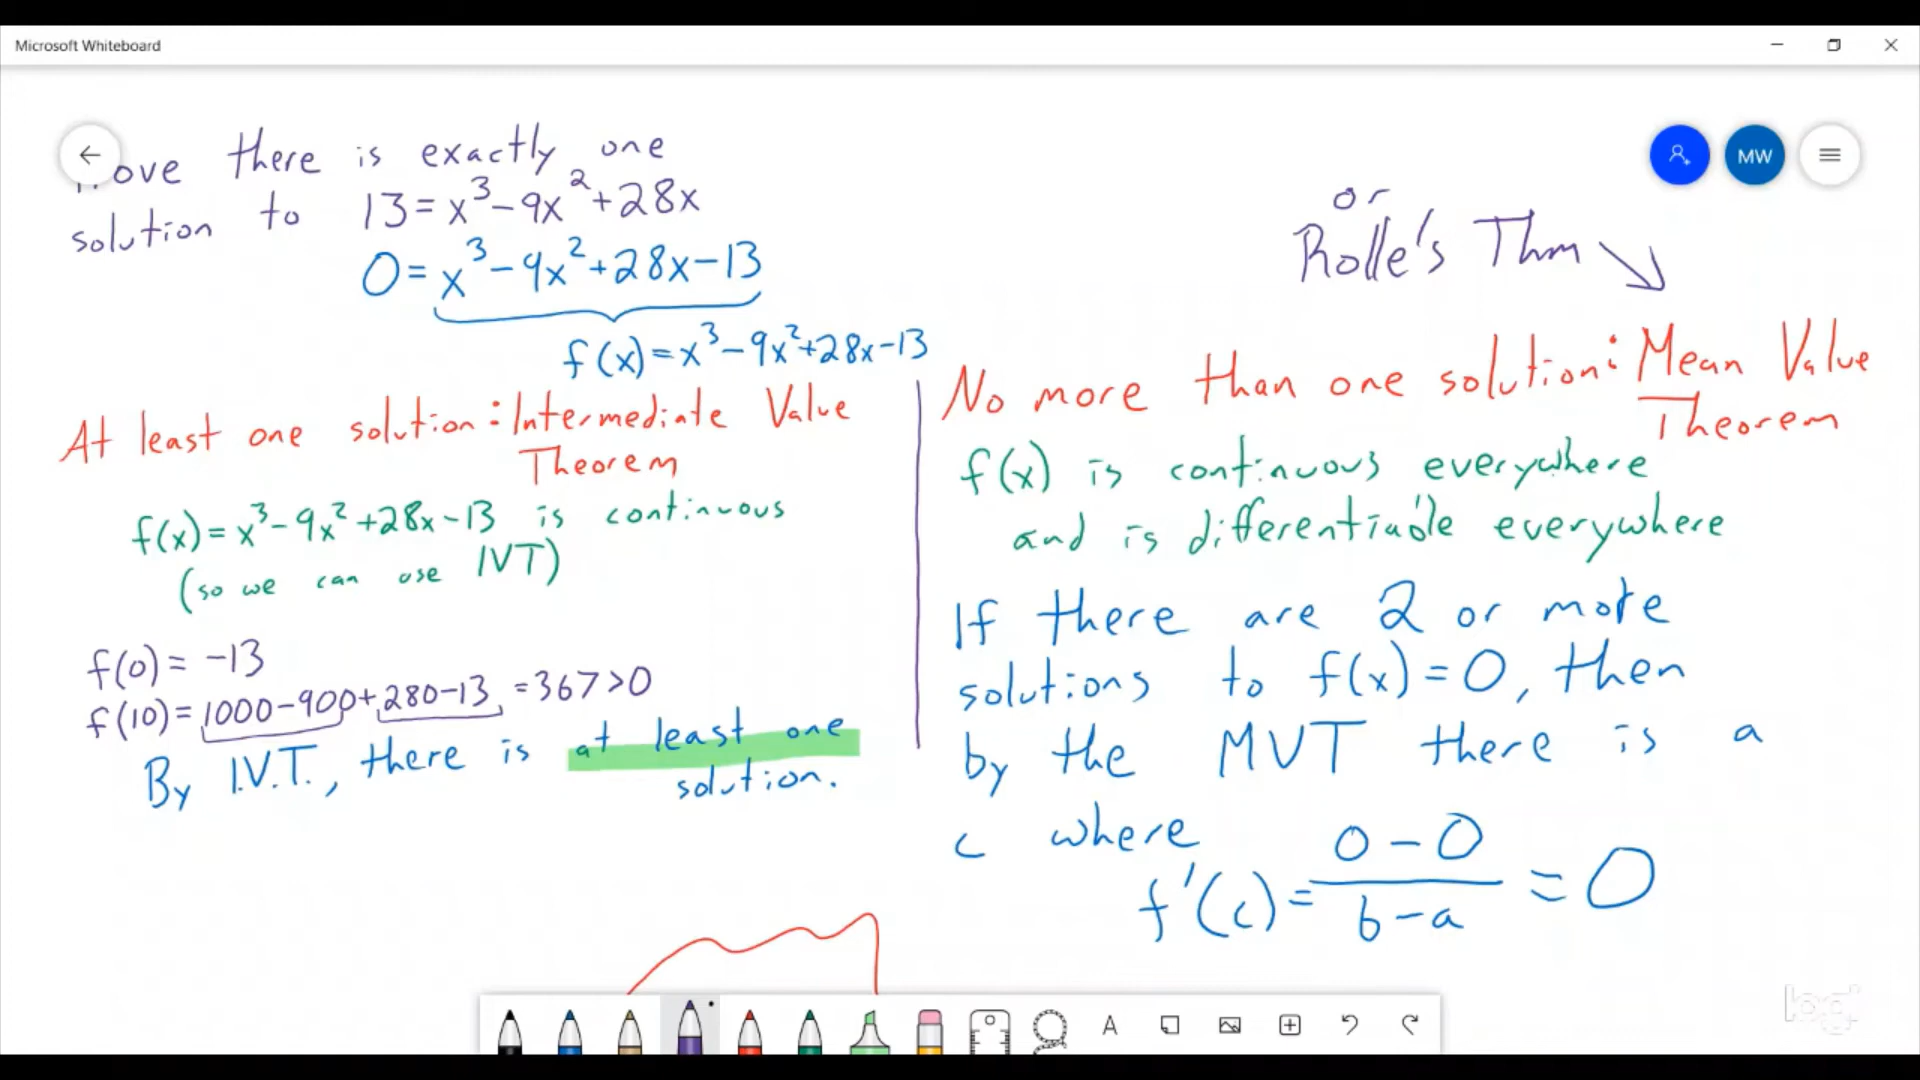 Microsoft Whiteboard
ove there is exactly one
solution to 13=x³-9x²+28x
0=x³-9x²+28x-13
f(x)=x³-9x²+28x-13
At least one solution: Intermediate Value
Theorem
f(x)=x³-9x²+28x-13 is continuous
(so we can use IVT)
f(0)= -13
f(10)=1000-900+280-13 =367>0
By I.V.T., there is at least one
solution.
MW
or
Rolle's Thm
No more than one solution: Mean Value
Theorem
f(x) is continuous everywhere
and is differentiable everywhere
If there are 2 or more
solutions to f(x)=0, then
by the MVT there is a
c where
f'(c)= 0-0 / b-a = 0
A
logi